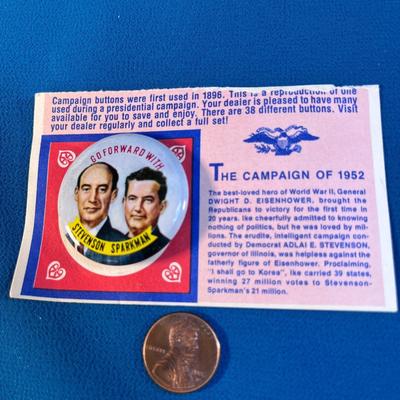 Campaign buttons were first used in 1896. This is a reproduction of one
used during a presidential campaign. Your dealer is pleased to have many
available for you to save and enjoy. There are 38 different buttons. Visit
your dealer regularly and collect a full set!
GO FORWARD WITH
STEVENSON SPARKMAN
THE CAMPAIGN OF 1952
The best-loved hero of World War II, General
DWIGHT D. EISENHOWER, brought the
Republicans to victory for the first time in
20 years. Ike cheerfully admitted to knowing
nothing of politics, but he was loved by mil-
lions. The erudite, intelligent campaign con-
ducted by Democrat ADLAI E. STEVENSON,
governor of Illinois, was helpless against the
fatherly figure of Eisenhower. Proclaiming,
"I shall go to Korea", Ike carried 39 states,
winning 27 million votes to Stevenson-
Sparkman's 21 million.
LIBERTY